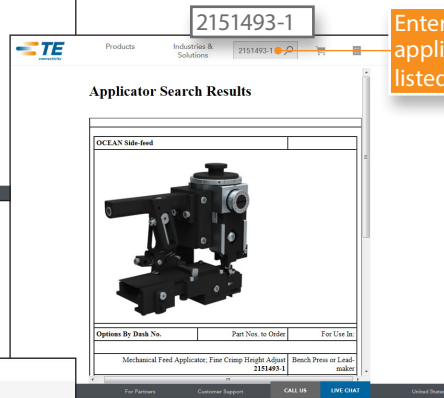 2151493-1
Enter
appli
listed
TE
connectivity
Products
Industries &
Solutions
2151493-1
Applicator Search Results
OCEAN Side-feed
Options By Dash No.
Part Nos. to Order
For Use In:
Mechanical Feed Applicator; Fine Crimp Height Adjust
2151493-1
Bench Press or Lead-
maker
For Partners
Customer Support
CALL US
LIVE CHAT
United State